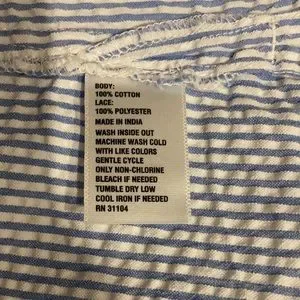 BODY:
100% COTTON
LACE:
100% POLYESTER
MADE IN INDIA
WASH INSIDE OUT
MACHINE WASH COLD
WITH LIKE COLORS
GENTLE CYCLE
ONLY NON-CHLORINE
BLEACH IF NEEDED
TUMBLE DRY LOW
COOL IRON IF NEEDED
RN 31104